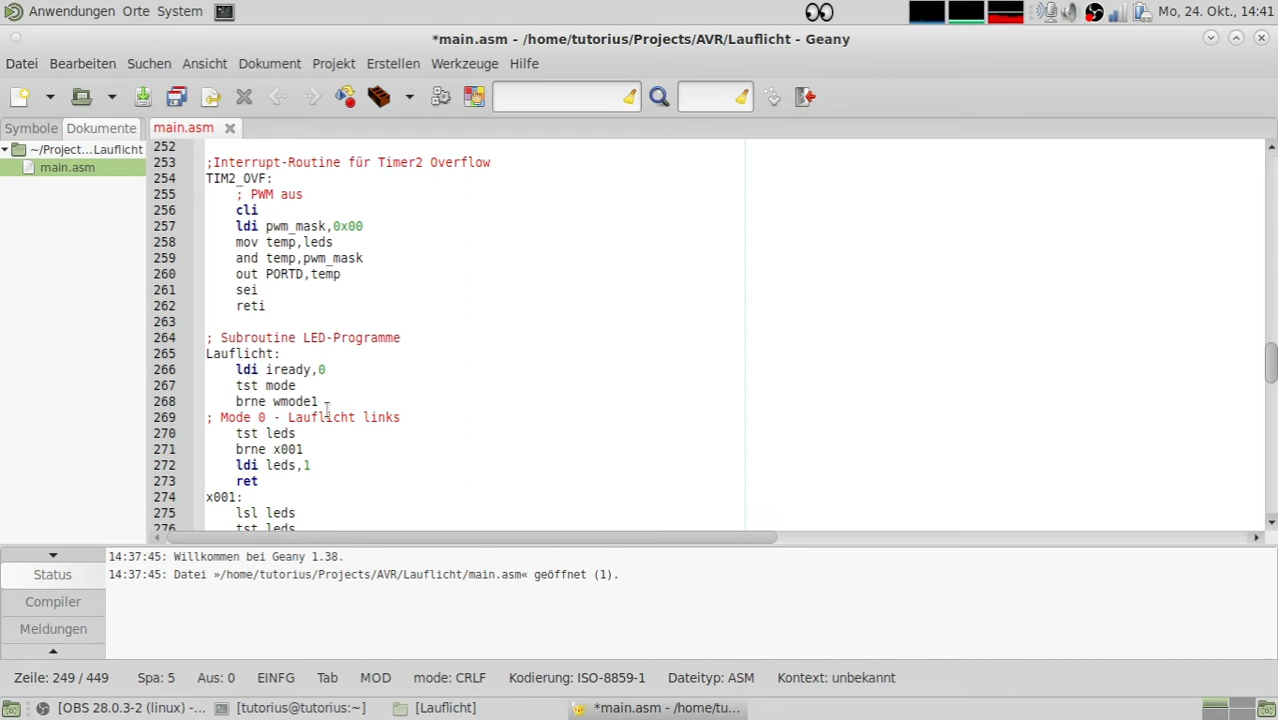 Anwendungen Orte System Mo, 24. Okt., 14:41
*main.asm - /home/tutorius/Projects/AVR/Lauflicht - Geany
Datei Bearbeiten Suchen Ansicht Dokument Projekt Erstellen Werkzeuge Hilfe
Symbole Dokumente main.asm
~/Project...Lauflicht
main.asm
252
253 ;Interrupt-Routine für Timer2 Overflow
254 TIM2_OVF:
255 ; PWM aus
256 cli
257 ldi pwm_mask,0x00
258 mov temp,leds
259 and temp,pwm_mask
260 out PORTD,temp
261 sei
262 reti
263
264 ; Subroutine LED-Programme
265 Lauflicht:
266 ldi iready,0
267 tst mode
268 brne wmode1
269 ; Mode 0 - Lauflicht links
270 tst leds
271 brne x001
272 ldi leds,1
273 ret
274 x001:
275 lsl leds
276 tst leds
Status
Compiler
Meldungen
14:37:45: Willkommen bei Geany 1.38.
14:37:45: Datei »/home/tutorius/Projects/AVR/Lauflicht/main.asm« geöffnet (1).
Zeile: 249 / 449 Spa: 5 Aus: 0 EINFG Tab MOD mode: CRLF Kodierung: ISO-8859-1 Dateityp: ASM Kontext: unbekannt
[OBS 28.0.3-2 (linux) -... [tutorius@tutorius:~] [Lauflicht] *main.asm - /home/tu...